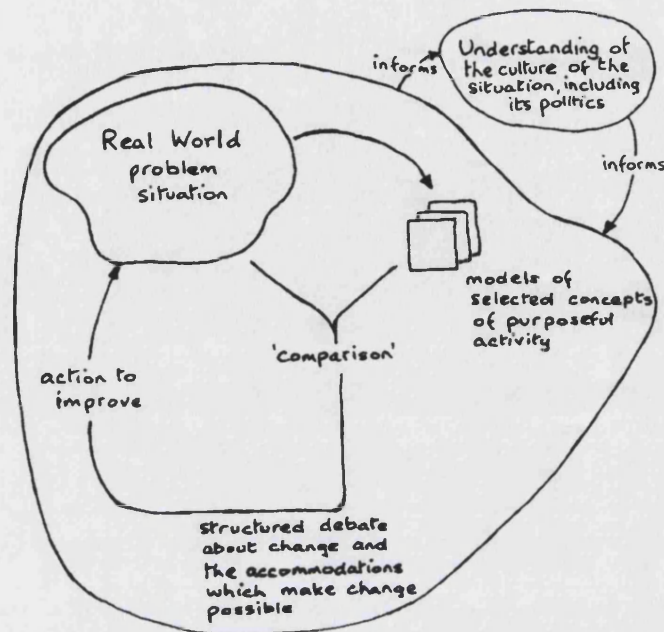 informs
Understanding of
the culture of the
situation, including
its politics
informs
Real World
problem
situation
models of
selected concepts
of purposeful
activity
'comparison'
action to
improve
structured debate
about change and
the accommodations
which make change
possible